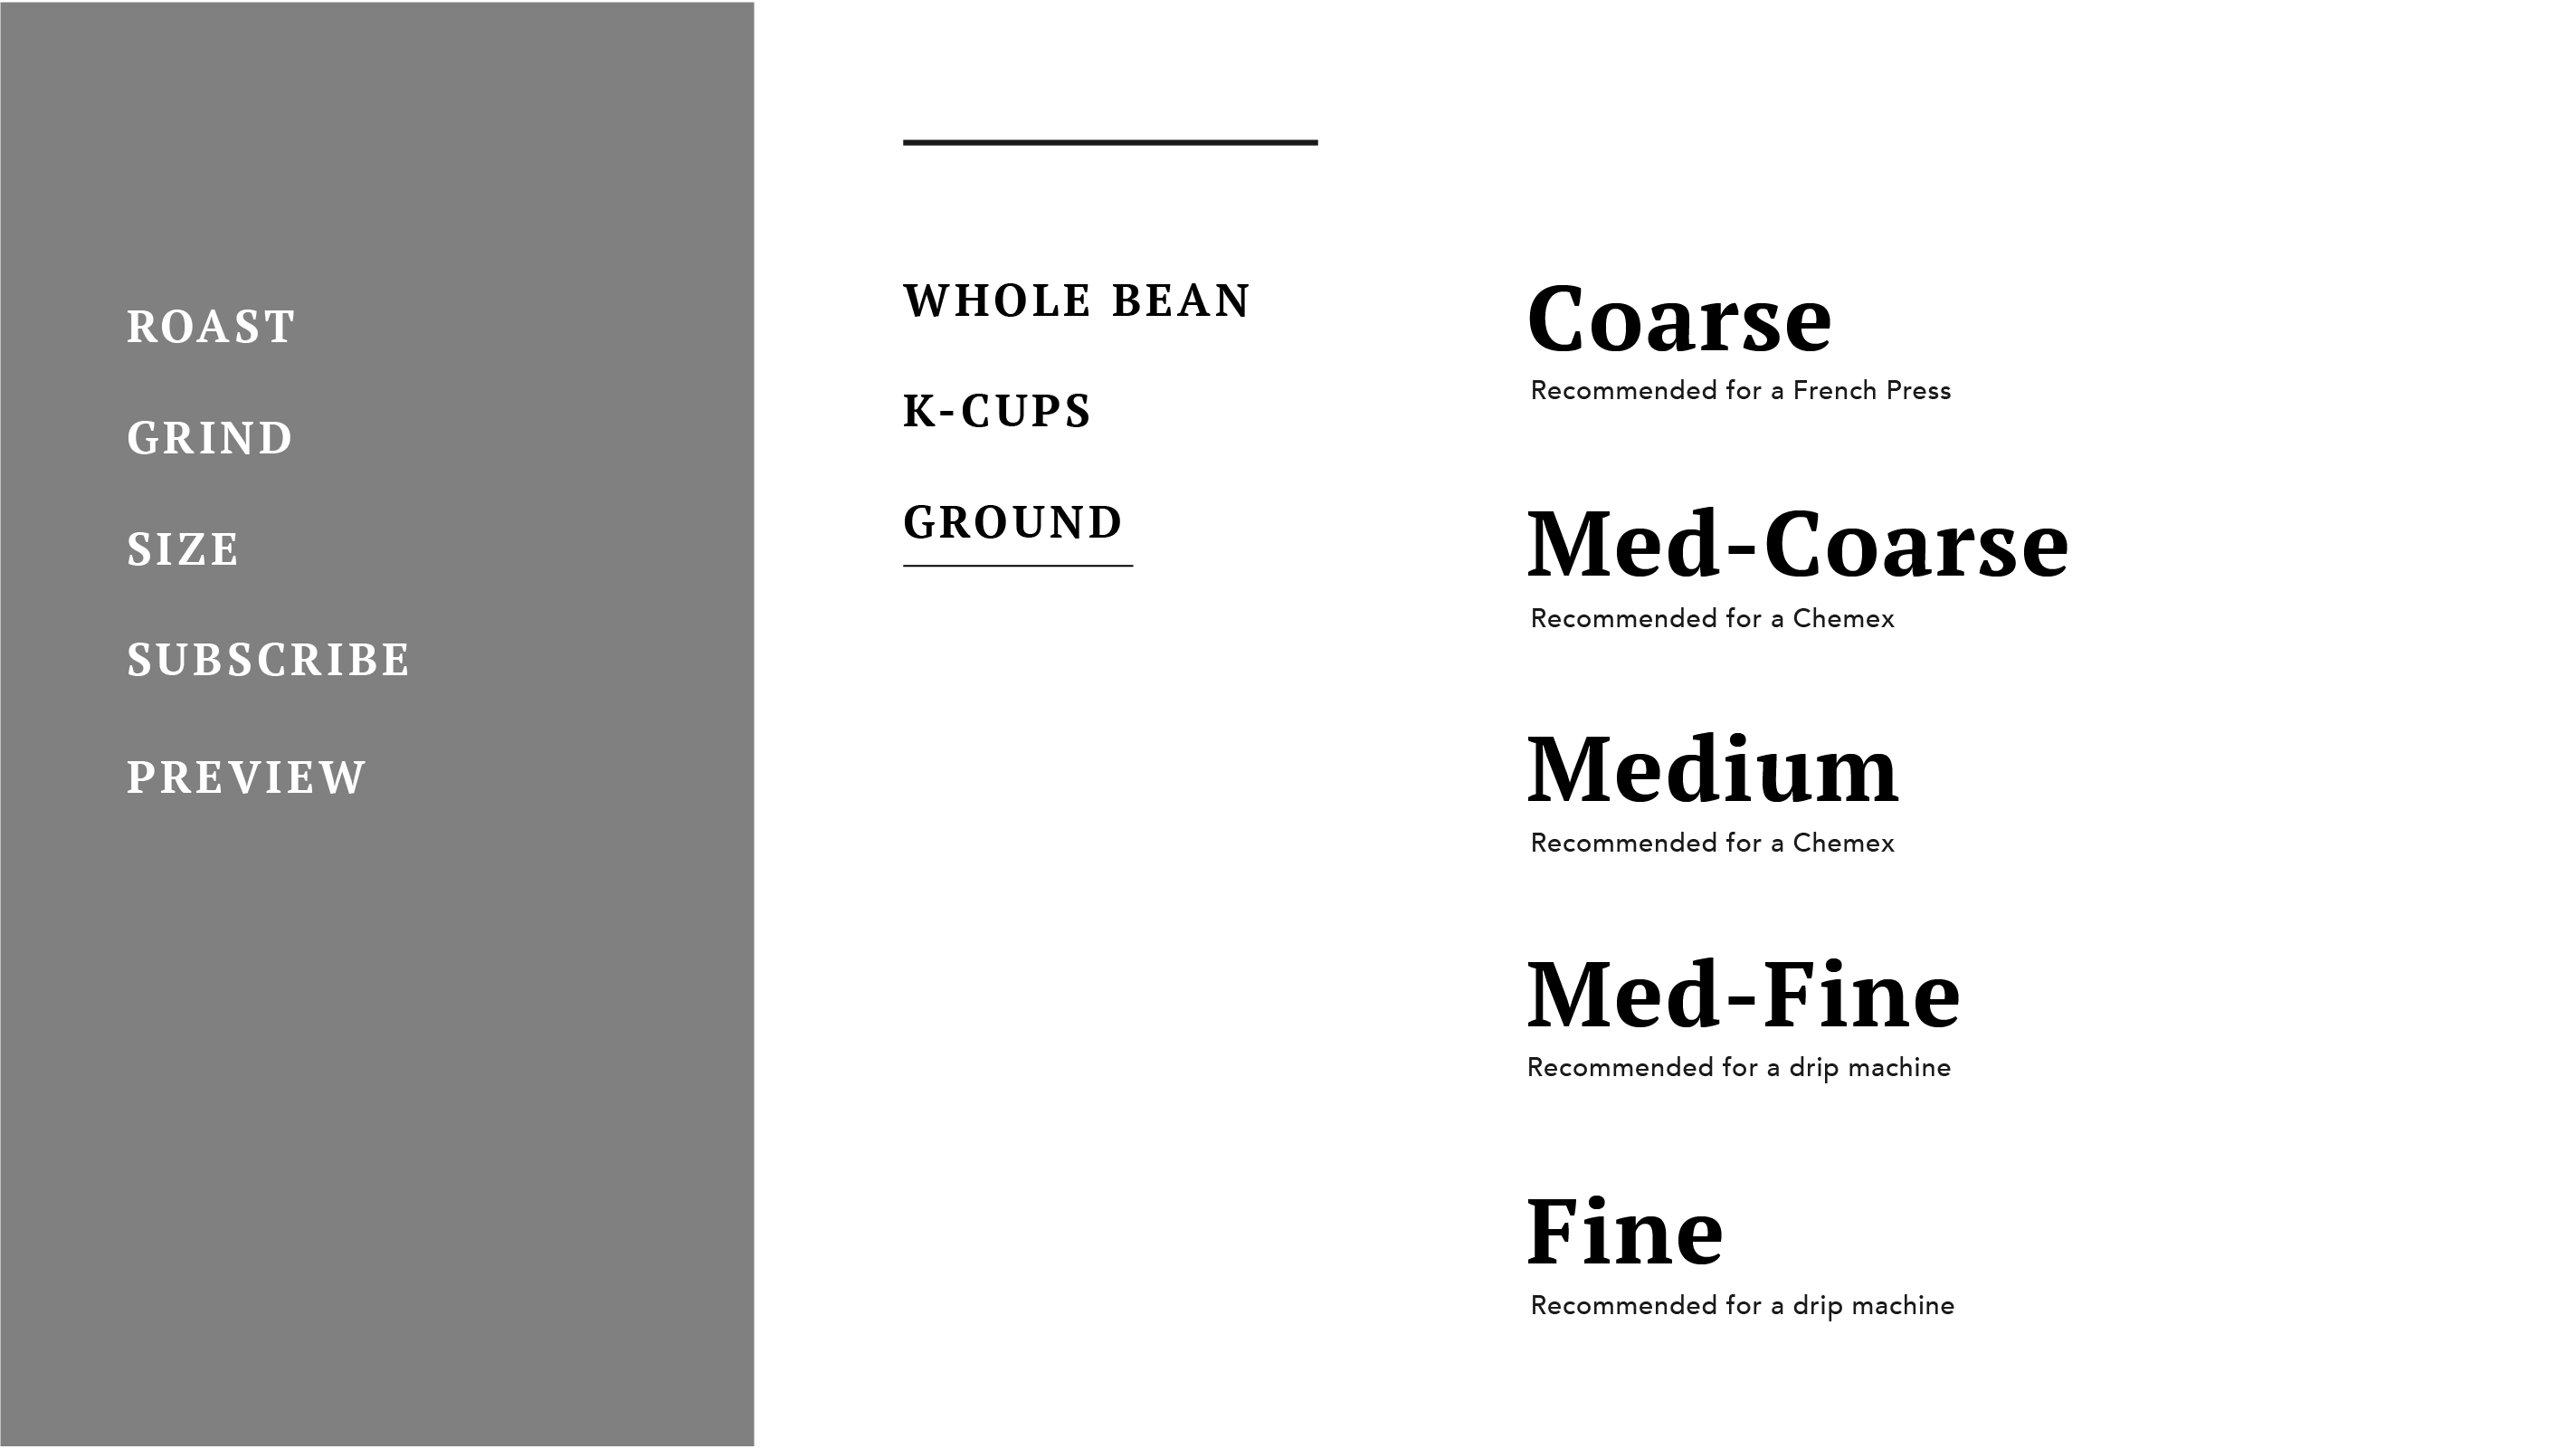 ROAST
GRIND
SIZE
SUBSCRIBE
PREVIEW
WHOLE BEAN
K-CUPS
GROUND
Coarse
Recommended for a French Press
Med-Coarse
Recommended for a Chemex
Medium
Recommended for a Chemex
Med-Fine
Recommended for a drip machine
Fine
Recommended for a drip machine